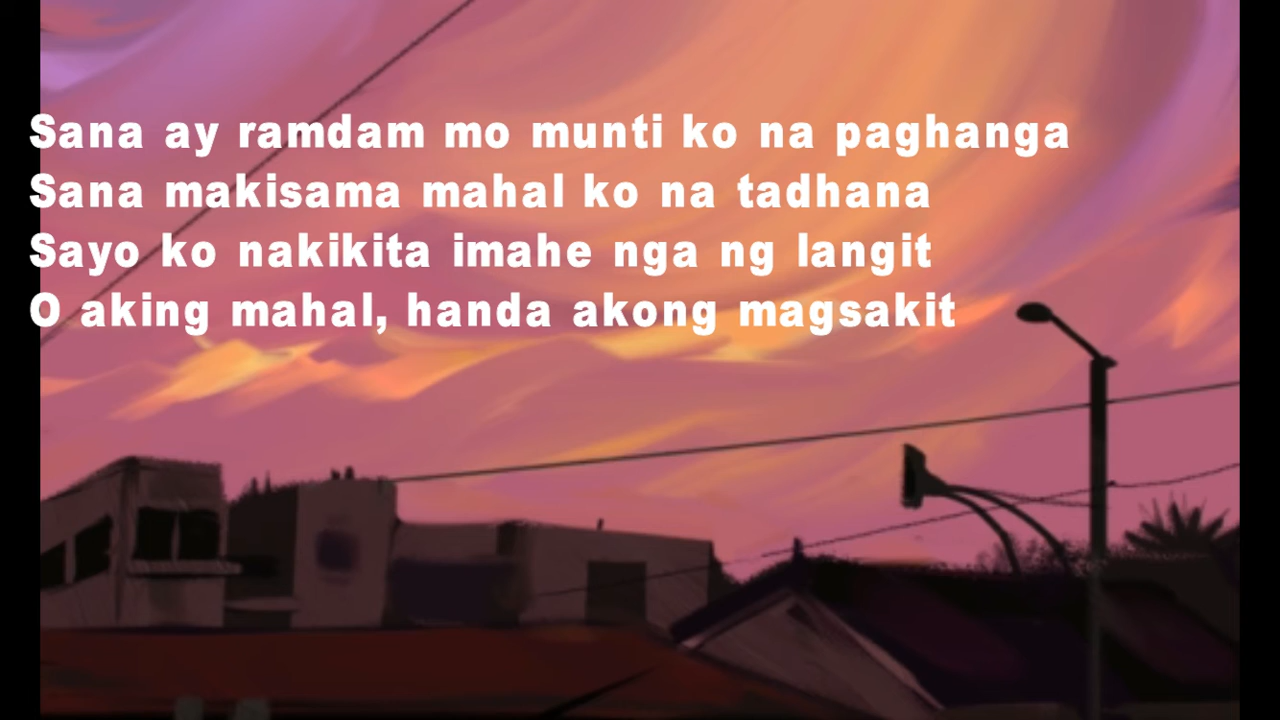 Sana ay ramdam mo munti ko na paghanga
Sana makisama mahal ko na tadhana
Sayo ko nakikita imahe nga ng langit
O aking mahal, handa akong magsakit